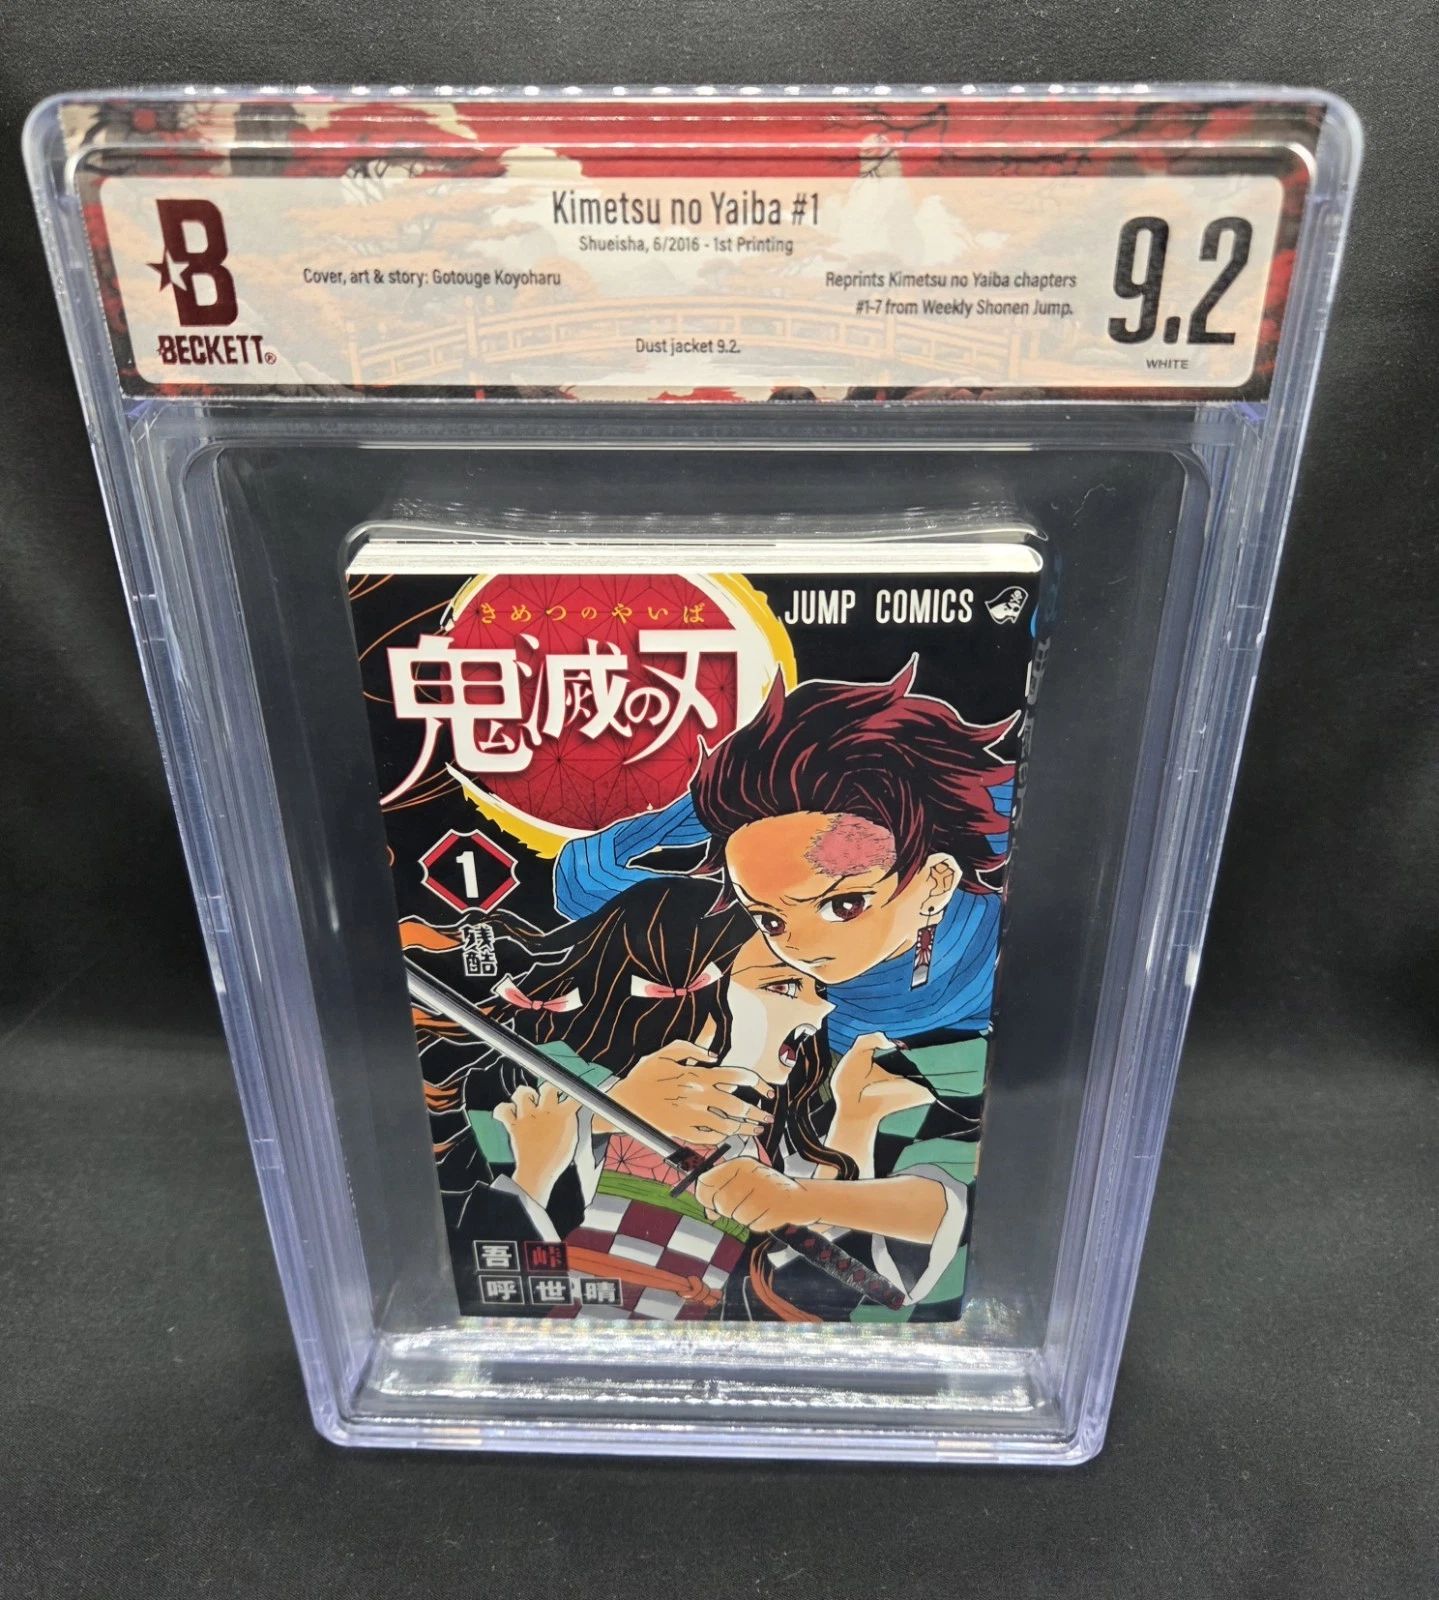 Kimetsu no Yaiba #1
Shueisha, 6/2016 - 1st Printing
Cover, art & story: Gotouge Koyoharu
Reprints Kimetsu no Yaiba chapters
#1-7 from Weekly Shonen Jump.
Dust jacket 9.2.
B
BECKETT®
9.2
WHITE
きめつのやいば
鬼滅の刃
JUMP COMICS
1
残酷
吾峠
呼世晴